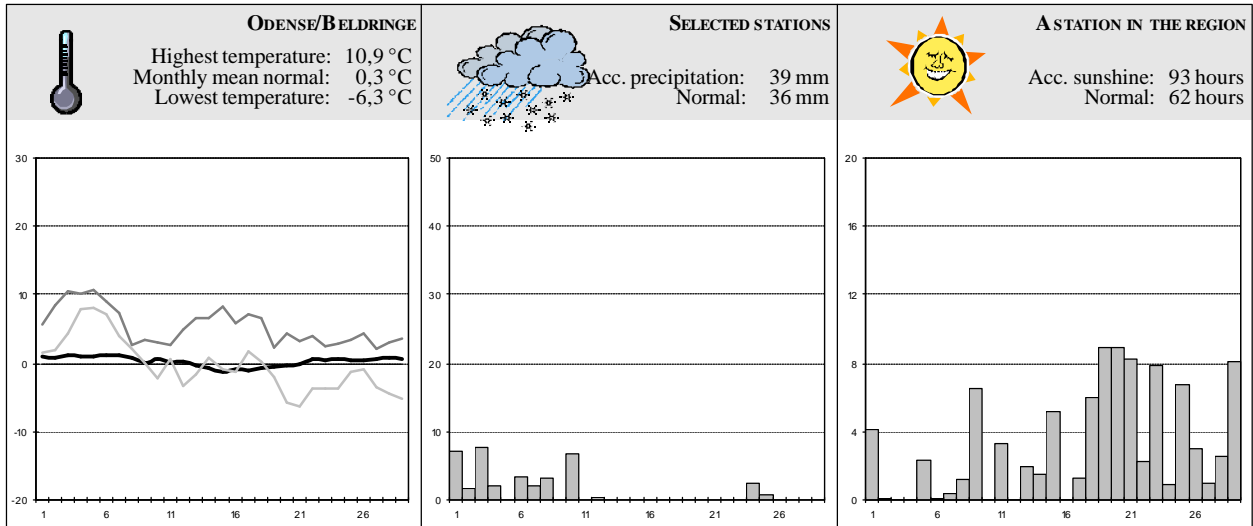 ODENSE/BELDRINGE
Highest temperature: 10,9 °C
Monthly mean normal: 0,3 °C
Lowest temperature: -6,3 °C
30
20
10
0
-10
-20
1 6 11 16 21 26
SELECTED STATIONS
Acc. precipitation: 39 mm
Normal: 36 mm
50
40
30
20
10
0
1 6 11 16 21 26
A STATION IN THE REGION
Acc. sunshine: 93 hours
Normal: 62 hours
20
16
12
8
4
0
1 6 11 16 21 26